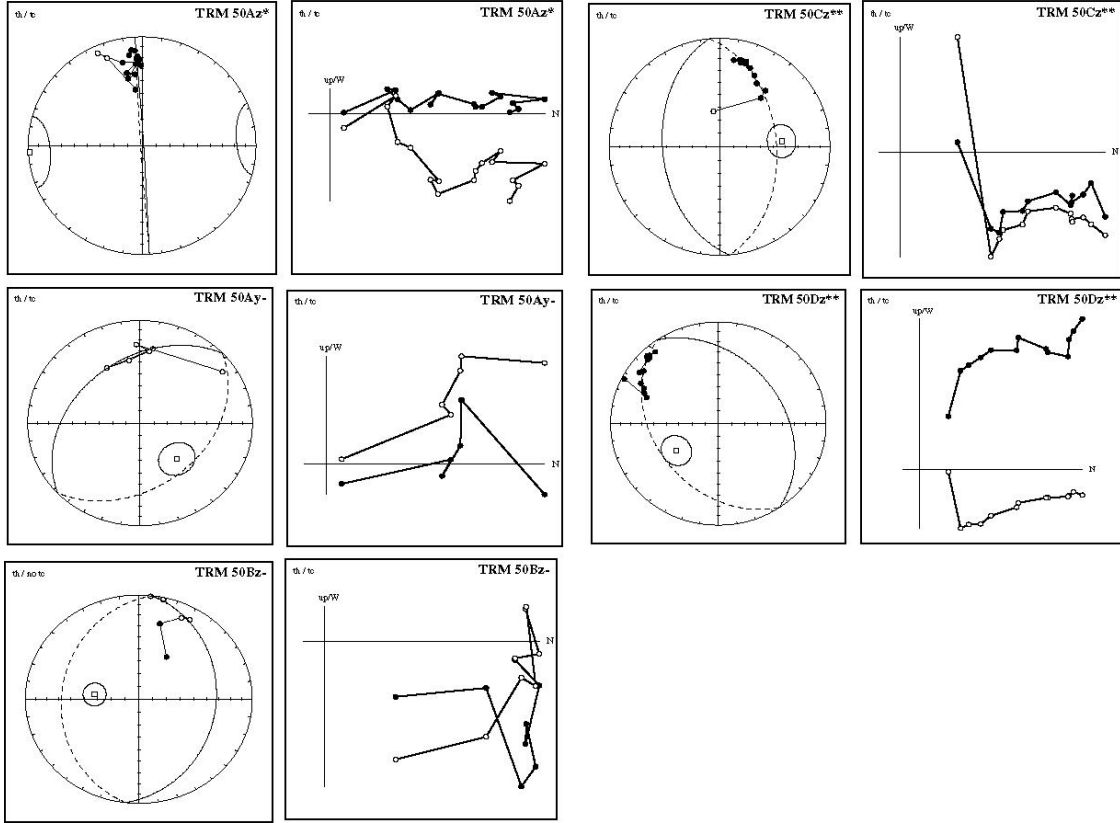 th / tc TRM 50Az*
th / tc TRM 50Az*
up/W
N
th / tc TRM 50Cz**
th / tc TRM 50Cz**
up/W
N
th / tc TRM 50Ay-
th / tc TRM 50Ay-
up/W
N
th / tc TRM 50Dz**
th / tc TRM 50Dz**
up/W
N
th / no tc TRM 50Bz-
th / tc TRM 50Bz-
up/W
N